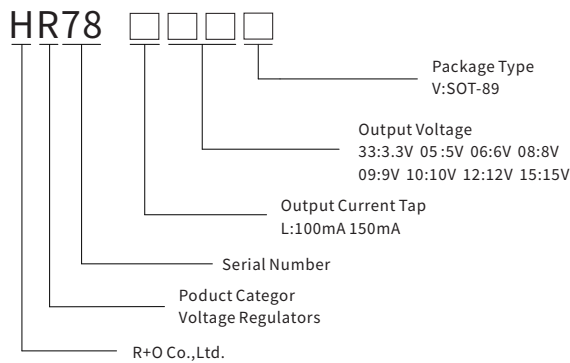 HR78 □ □ □ □
Package Type
V:SOT-89
Output Voltage
33:3.3V 05:5V 06:6V 08:8V
09:9V 10:10V 12:12V 15:15V
Output Current Tap
L:100mA 150mA
Serial Number
Poduct Categor
Voltage Regulators
R+O Co.,Ltd.